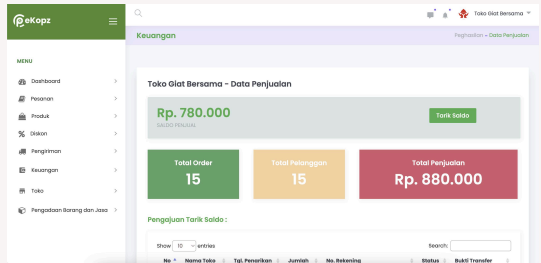 eKopz
Toko Giat Bersama
Keuangan
Paghadian - Data Penjualan
MENU
Dashboard
Pesanan
Produk
Diskon
Pengiriman
Keuangan
Toko
Pengadaan Barang dan Jasa
Toko Giat Bersama - Data Penjualan
Rp. 780.000
SALDO PENJUAL
Tarik Saldo
Total Order
15
Total Pelanggan
15
Total Penjualan
Rp. 880.000
Pengajuan Tarik Saldo :
Show 10 entries
Search:
No Nama Toko Tgl. Penarikan Jumlah No. Rekening Status Bukti Transfer